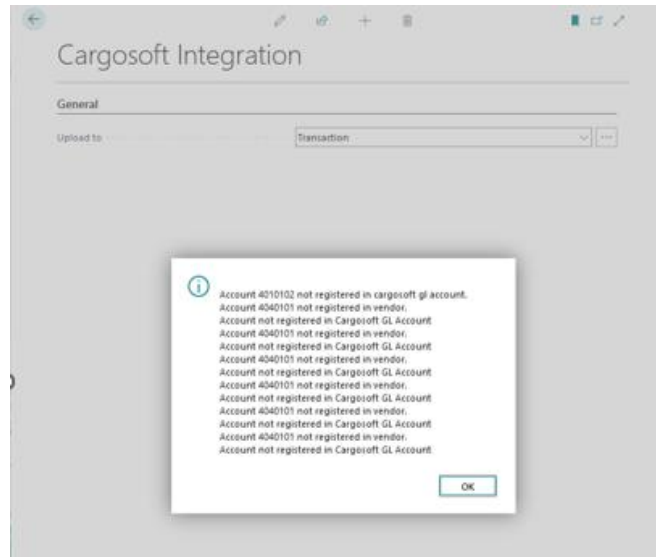 Cargosoft Integration
General
Upload to
Transaction
Account 4010102 not registered in cargosoft gl account.
Account 4040101 not registered in vendor.
Account not registered in Cargosoft GL Account
Account 4040101 not registered in vendor.
Account not registered in Cargosoft GL Account
Account 4040101 not registered in vendor.
Account not registered in Cargosoft GL Account
Account 4040101 not registered in vendor.
Account not registered in Cargosoft GL Account
Account 4040101 not registered in vendor.
Account not registered in Cargosoft GL Account
Account 4040101 not registered in vendor.
Account not registered in Cargosoft GL Account
OK